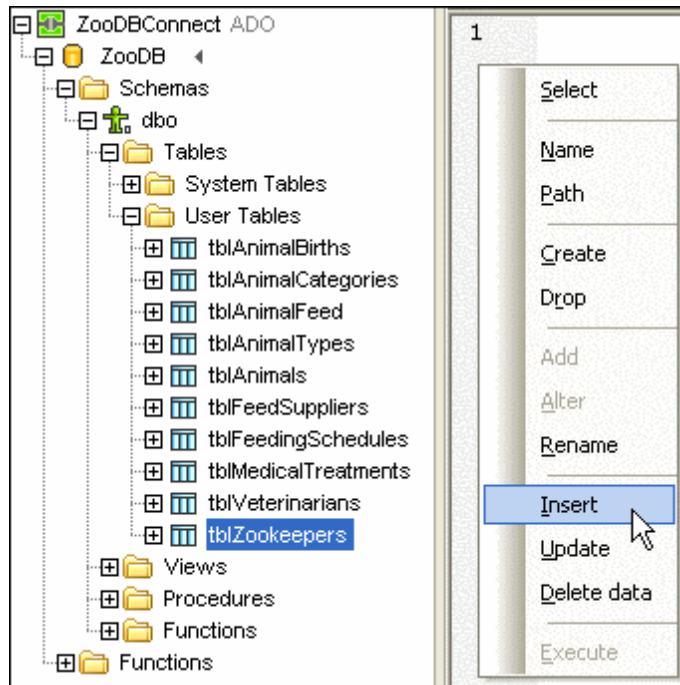 ZooDBConnect ADO
ZooDB
Schemas
dbo
Tables
System Tables
User Tables
tblAnimalBirths
tblAnimalCategories
tblAnimalFeed
tblAnimalTypes
tblAnimals
tblFeedSuppliers
tblFeedingSchedules
tblMedicalTreatments
tblVeterinarians
tblZookeepers
Views
Procedures
Functions
Functions
1
Select
Name
Path
Create
Drop
Add
Alter
Rename
Insert
Update
Delete data
Execute